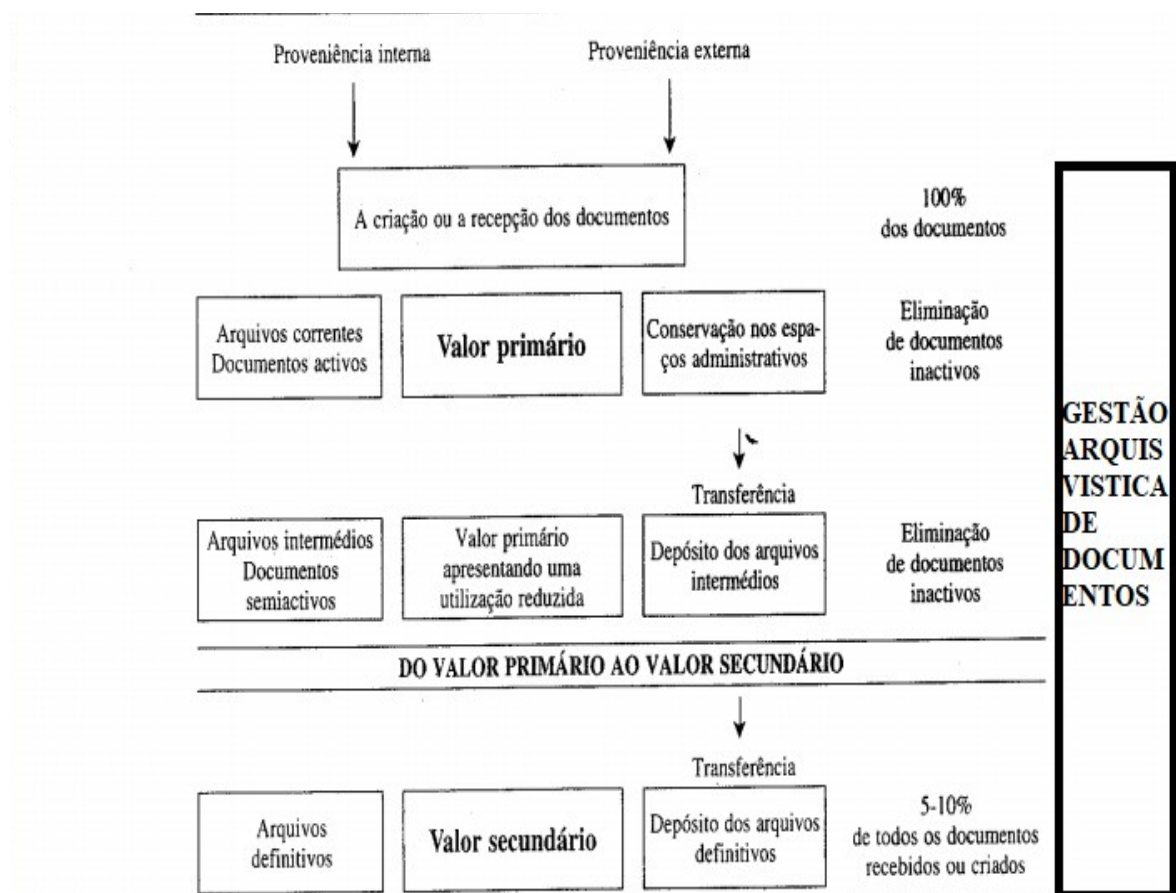 Proveniência interna
Proveniência externa
A criação ou a recepção dos documentos
100%
dos documentos
Arquivos correntes
Documentos activos
Valor primário
Conservação nos espa-
ços administrativos
Eliminação
de documentos
inactivos
Transferência
Arquivos intermédios
Documentos
semiactivos
Valor primário
apresentando uma
utilização reduzida
Depósito dos arquivos
intermédios
Eliminação
de documentos
inactivos
DO VALOR PRIMÁRIO AO VALOR SECUNDÁRIO
Transferência
Arquivos
definitivos
Valor secundário
Depósito dos arquivos
definitivos
5-10%
de todos os documentos
recebidos ou criados
GESTÃO
ARQUIS
VISTICA
DE
DOCUM
ENTOS